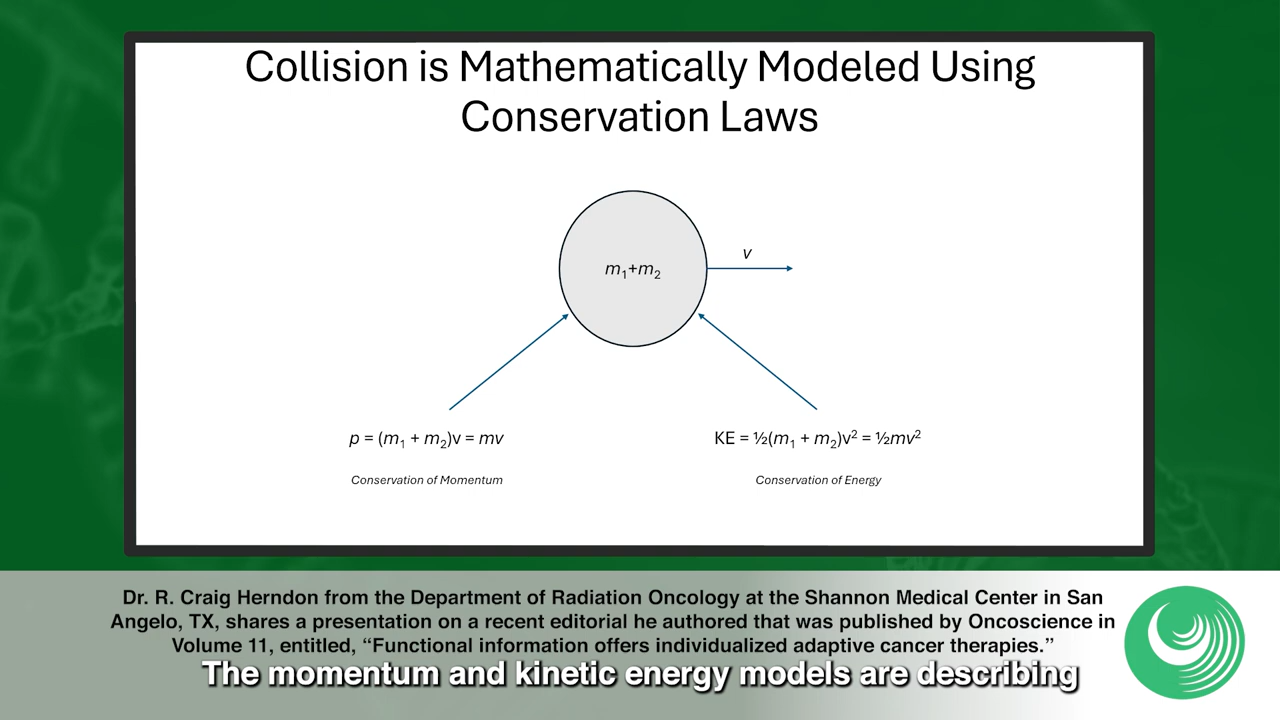 Collision is Mathematically Modeled Using
Conservation Laws
v
m₁+m₂
p = (m₁ + m₂)v = mv
KE = ½(m₁ + m₂)v² = ½mv²
Conservation of Momentum
Conservation of Energy
Dr. R. Craig Herndon from the Department of Radiation Oncology at the Shannon Medical Center in San
Angelo, TX, shares a presentation on a recent editorial he authored that was published by Oncoscience in
Volume 11, entitled, “Functional information offers individualized adaptive cancer therapies.”
The momentum and kinetic energy models are describing